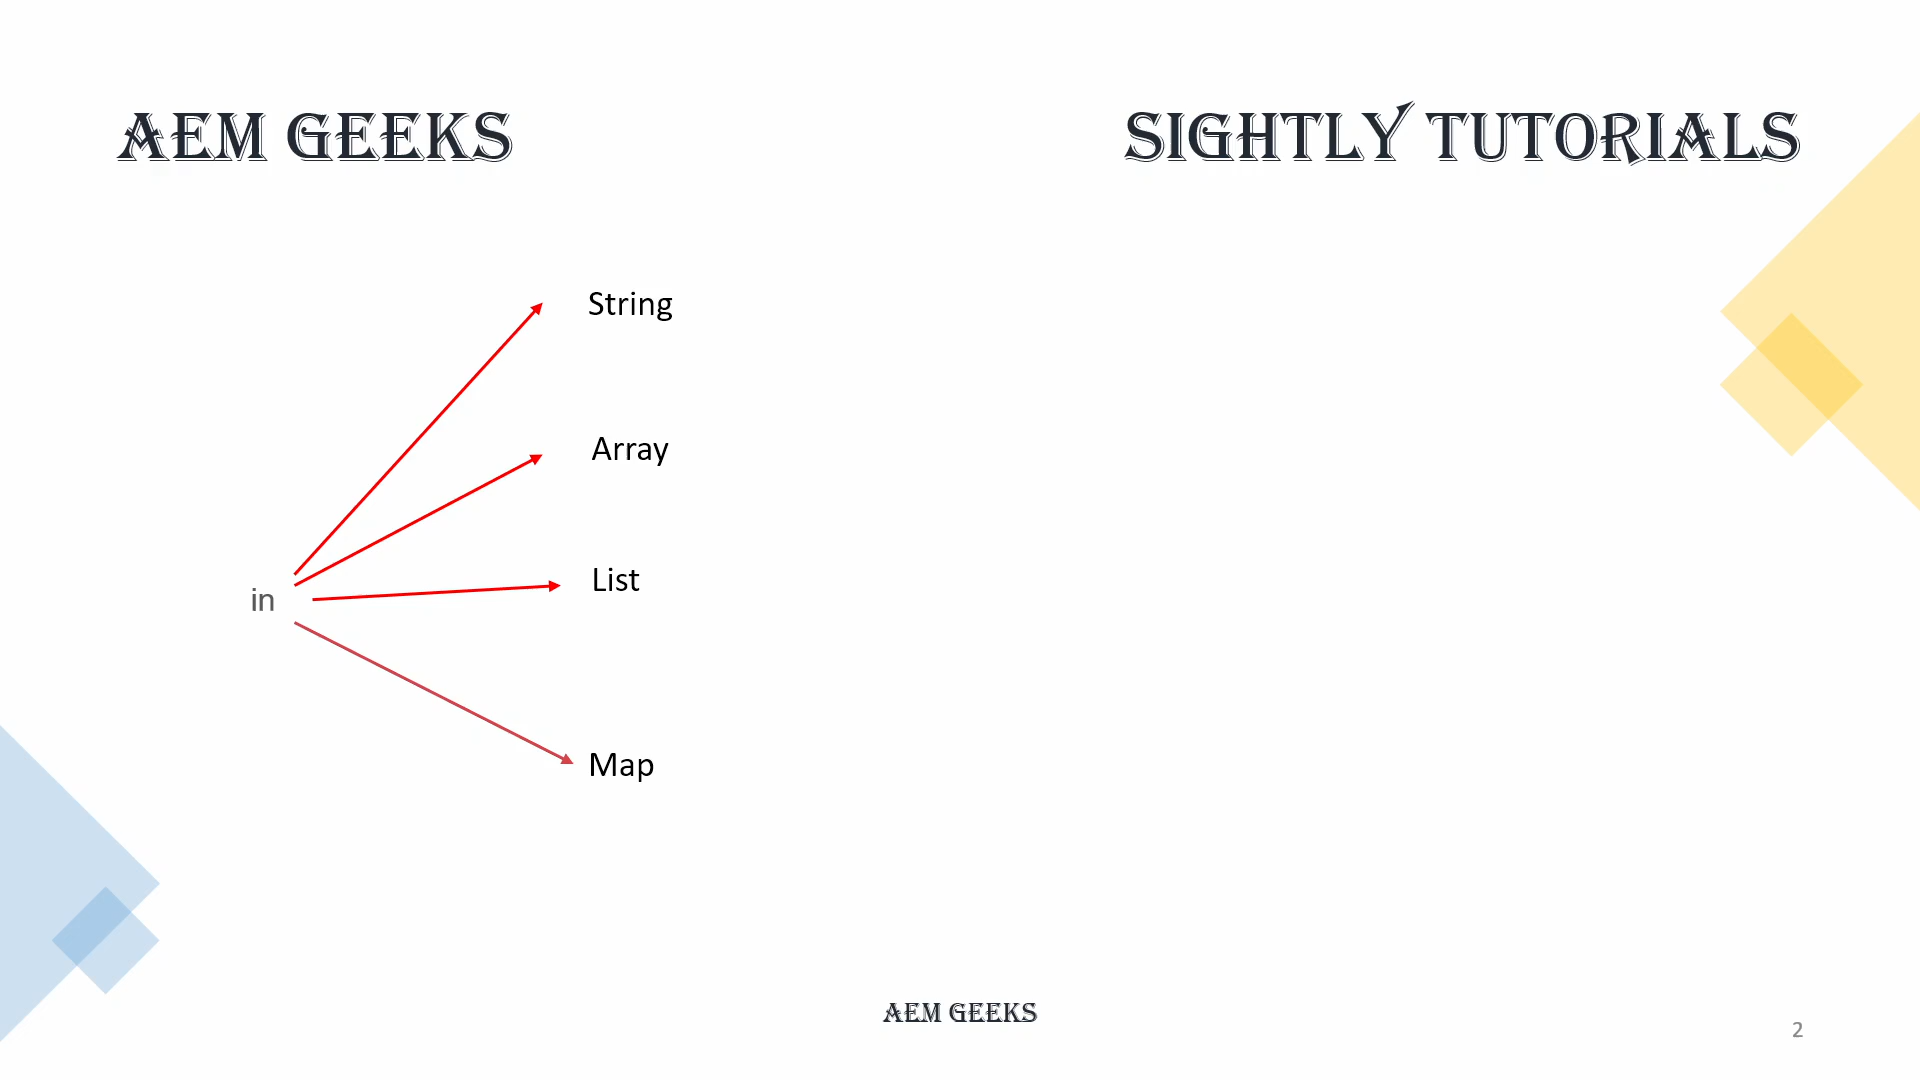 AEM GEEKS
SIGHTLY TUTORIALS
String
Array
List
in
Map
AEM GEEKS
2